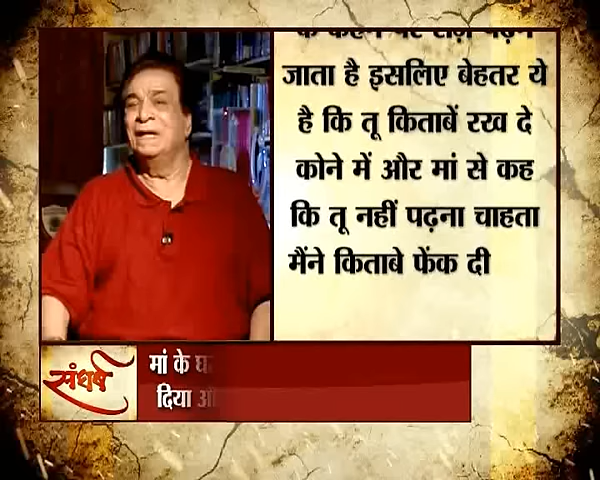 जाता है इसलिए बेहतर ये
है कि तू किताबें रख दे
कोने में और मां से कह
कि तू नहीं पढ़ना चाहता
मैंने किताबे फेंक दी
संघर्ष
मां के
दिया